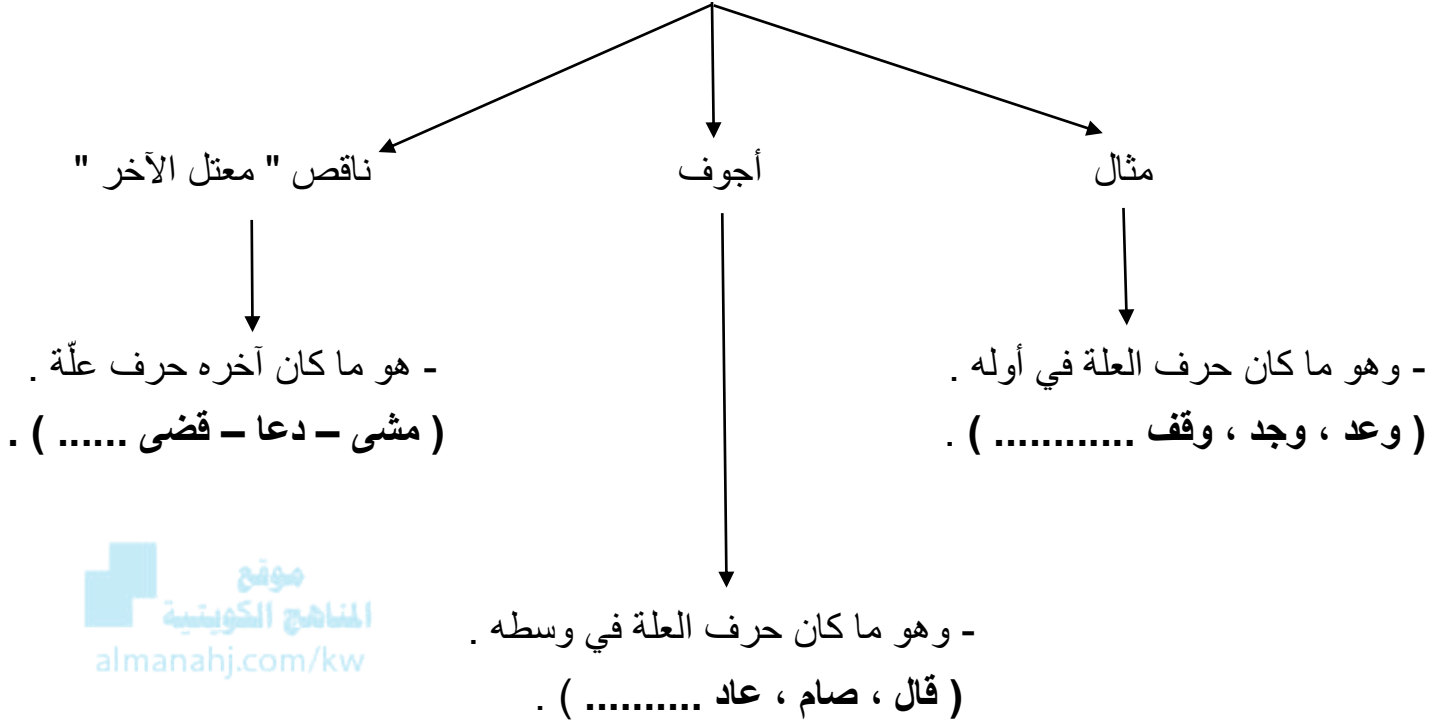 مثال
أجوف
ناقص " معتل الآخر "
- وهو ما كان حرف العلة في أوله .
( وعد ، وجد ، وقف ............ ) .
- هو ما كان آخره حرف علّة .
( مشى – دعا – قضى ...... ) .
- وهو ما كان حرف العلة في وسطه .
( قال ، صام ، عاد .......... ) .
موقع
المناهج الكويتية
almanahj.com/kw